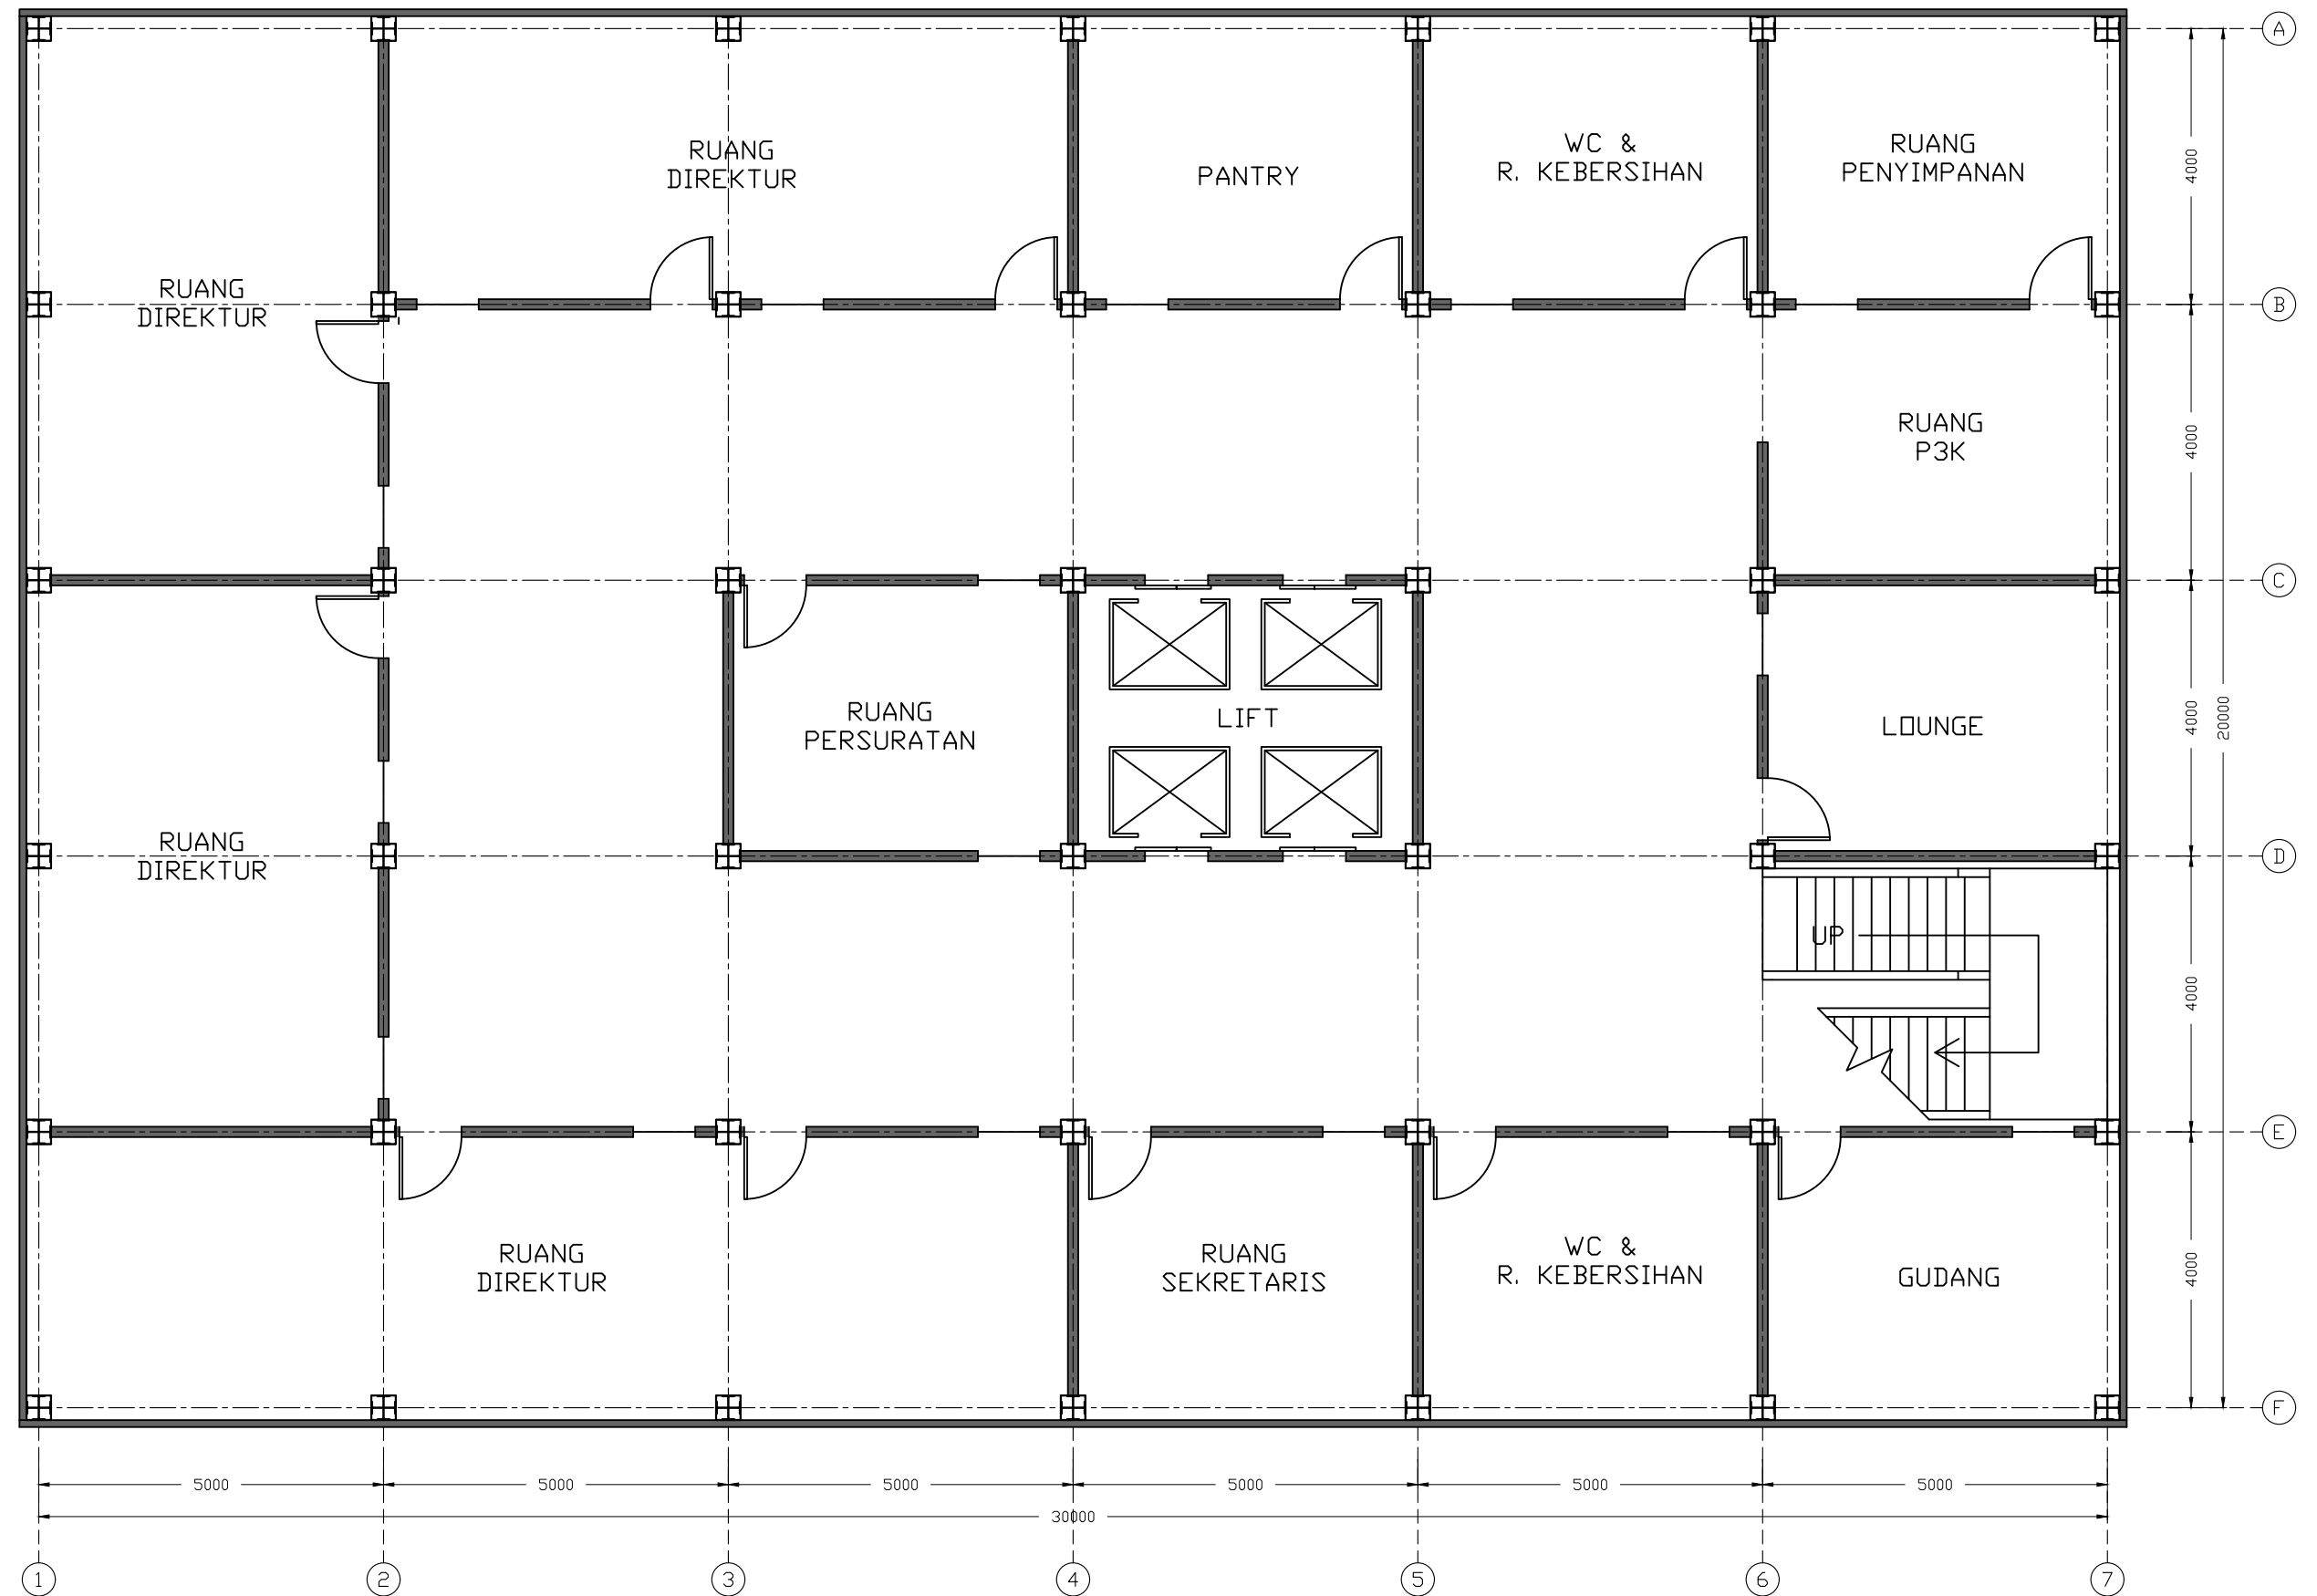 A
RUANG
DIREKTUR
PANTRY
WC &
R. KEBERSIHAN
RUANG
PENYIMPANAN
4000
RUANG
DIREKTUR
B
RUANG
P3K
4000
C
RUANG
PERSURATAN
LIFT
LOUNGE
4000
20000
RUANG
DIREKTUR
D
UP
4000
E
RUANG
DIREKTUR
RUANG
SEKRETARIS
WC &
R. KEBERSIHAN
GUDANG
4000
F
5000
5000
5000
5000
5000
5000
30000
1
2
3
4
5
6
7